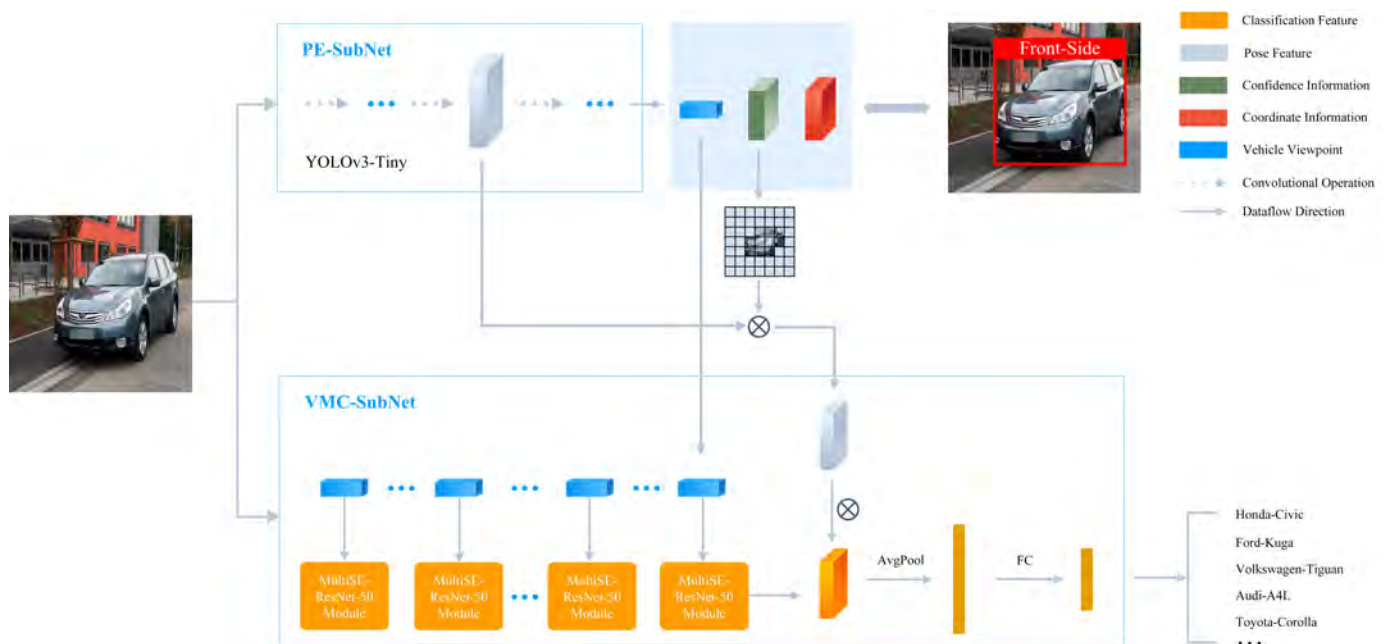 PE-SubNet
YOLOv3-Tiny
Front-Side
Classification Feature
Pose Feature
Confidence Information
Coordinate Information
Vehicle Viewpoint
Convolutional Operation
Dataflow Direction
VMC-SubNet
MultiSE-
ResNet-50
Module
MultiSE-
ResNet-50
Module
MultiSE-
ResNet-50
Module
MultiSE-
ResNet-50
Module
AvgPool
FC
Honda-Civic
Ford-Kuga
Volkswagen-Tiguan
Audi-A4L
Toyota-Corolla